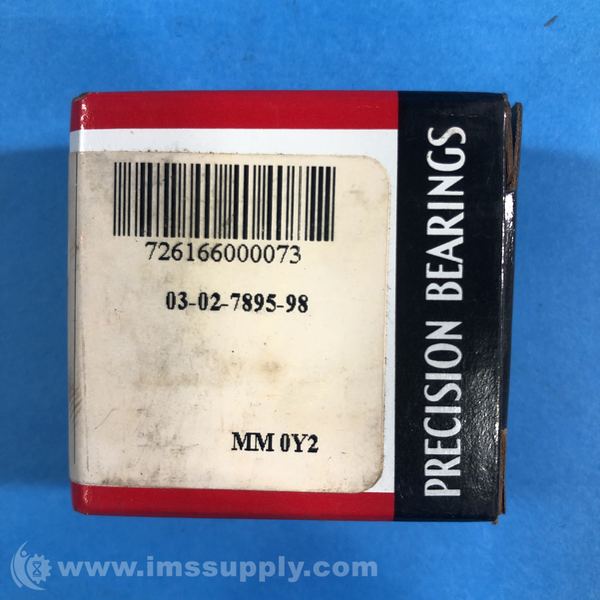 726166000073
03-02-7895-98
MM 0Y2
PRECISION BEARINGS
www.imssupply.com